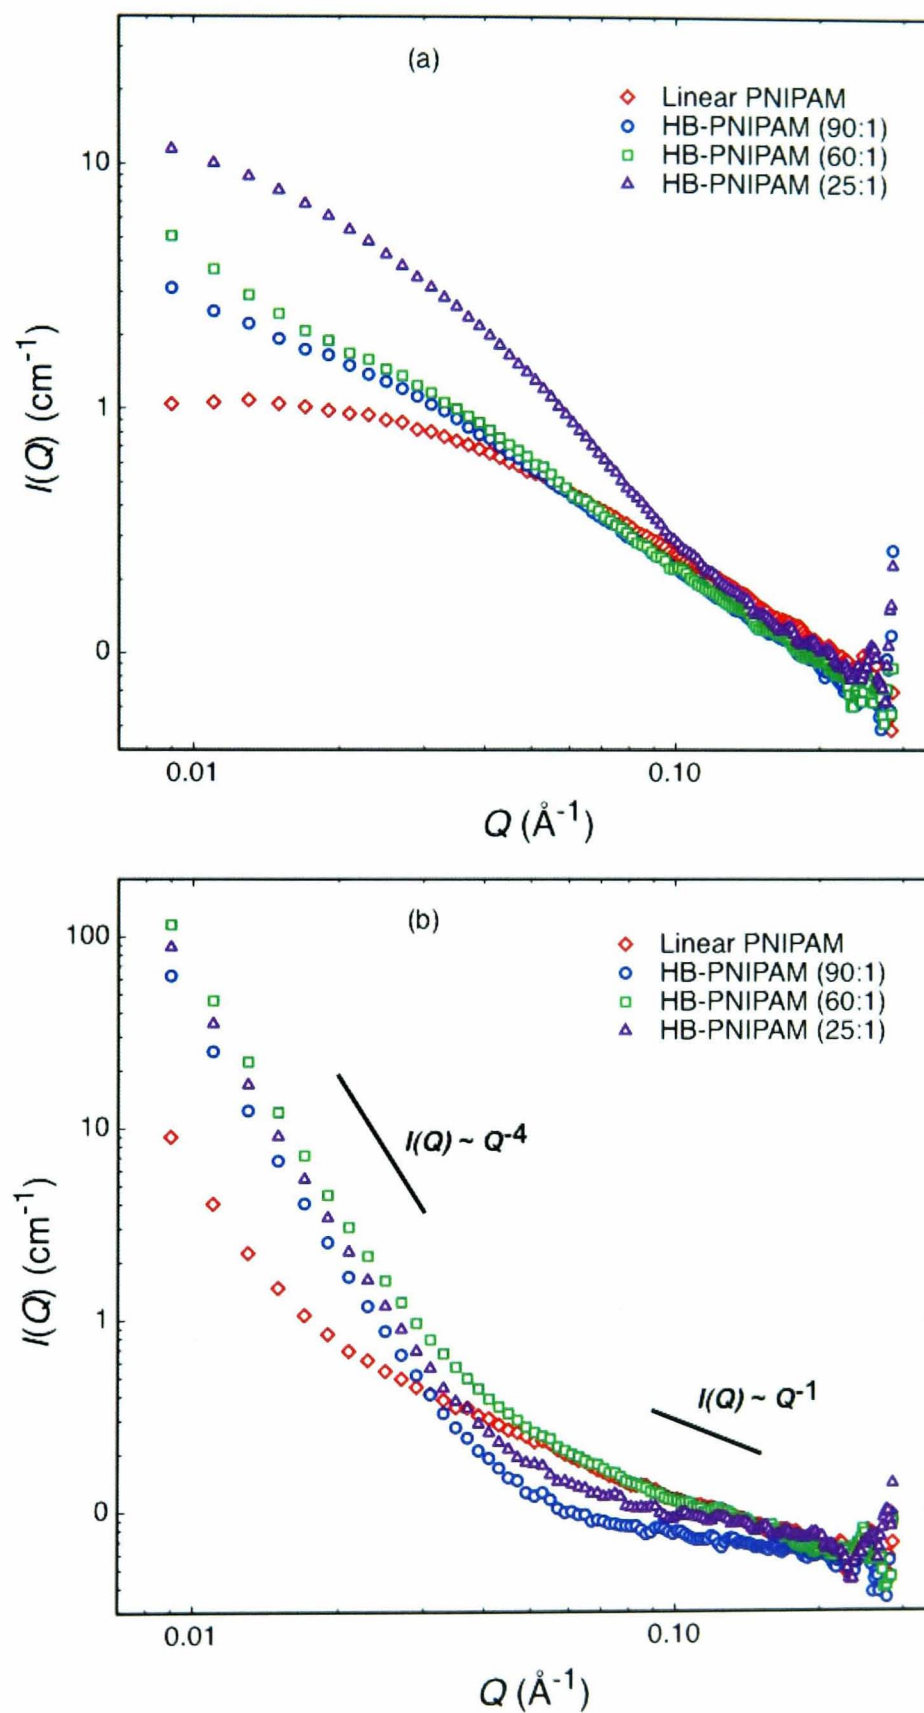 (a)
Linear PNIPAM
HB-PNIPAM (90:1)
HB-PNIPAM (60:1)
HB-PNIPAM (25:1)
10
1
0
I(Q) (cm⁻¹)
0.01
0.10
Q (Å⁻¹)
(b)
Linear PNIPAM
HB-PNIPAM (90:1)
HB-PNIPAM (60:1)
HB-PNIPAM (25:1)
100
10
1
0
I(Q) (cm⁻¹)
I(Q) ~ Q⁻⁴
I(Q) ~ Q⁻¹
0.01
0.10
Q (Å⁻¹)